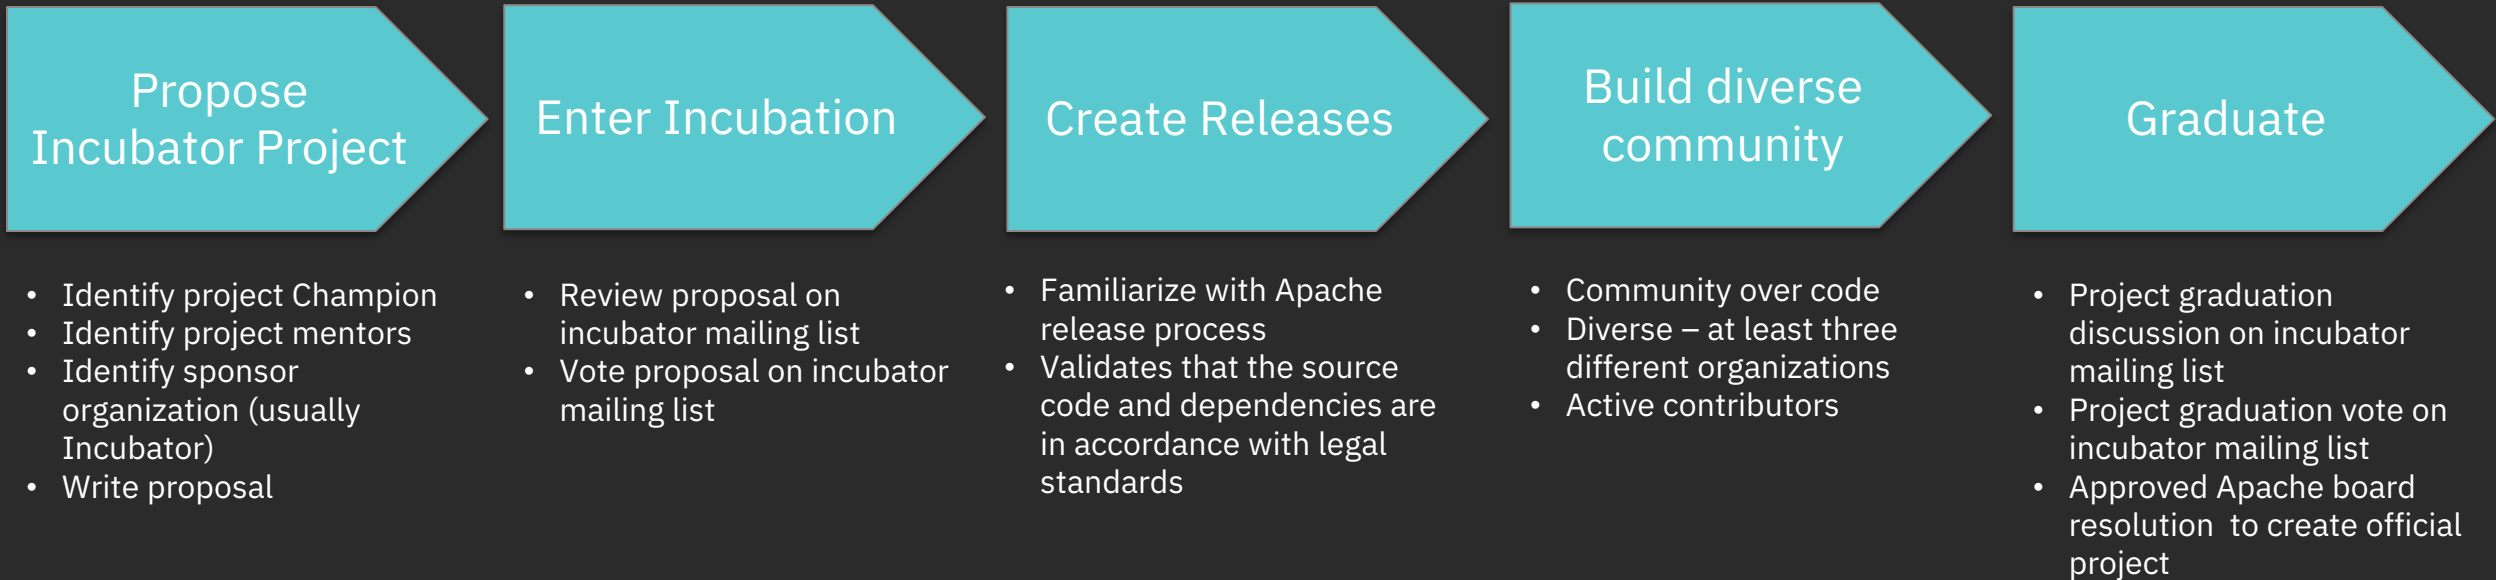 Propose
Incubator Project
Enter Incubation
Create Releases
Build diverse
community
Graduate
• Identify project Champion
• Identify project mentors
• Identify sponsor
organization (usually
Incubator)
• Write proposal
• Review proposal on
incubator mailing list
• Vote proposal on incubator
mailing list
• Familiarize with Apache
release process
• Validates that the source
code and dependencies are
in accordance with legal
standards
• Community over code
• Diverse – at least three
different organizations
• Active contributors
• Project graduation
discussion on incubator
mailing list
• Project graduation vote on
incubator mailing list
• Approved Apache board
resolution  to create official
project